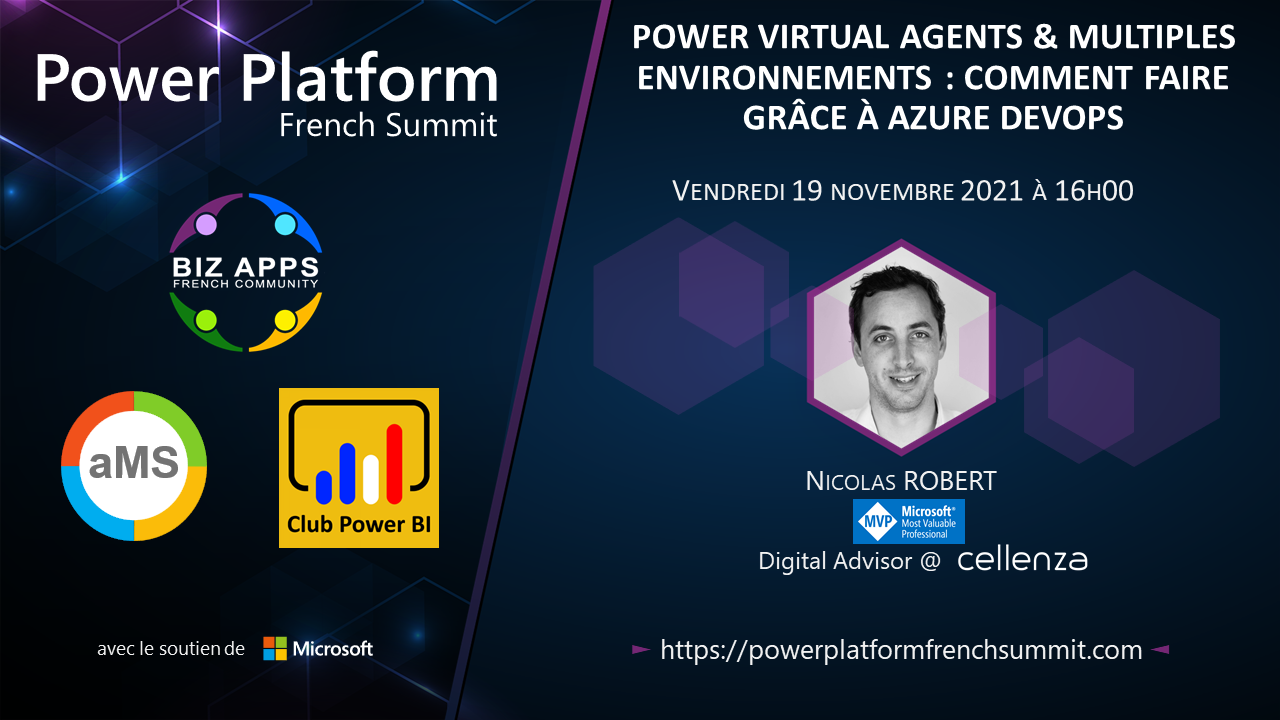 Power Platform
French Summit
BIZ APPS
FRENCH COMMUNITY
aMS
Club Power BI
avec le soutien de Microsoft
POWER VIRTUAL AGENTS & MULTIPLES
ENVIRONNEMENTS : COMMENT FAIRE
GRÂCE À AZURE DEVOPS
VENDREDI 19 NOVEMBRE 2021 À 16H00
NICOLAS ROBERT
MVP
Microsoft®
Most Valuable
Professional
Digital Advisor @ cellenza
https://powerplatformfrenchsummit.com